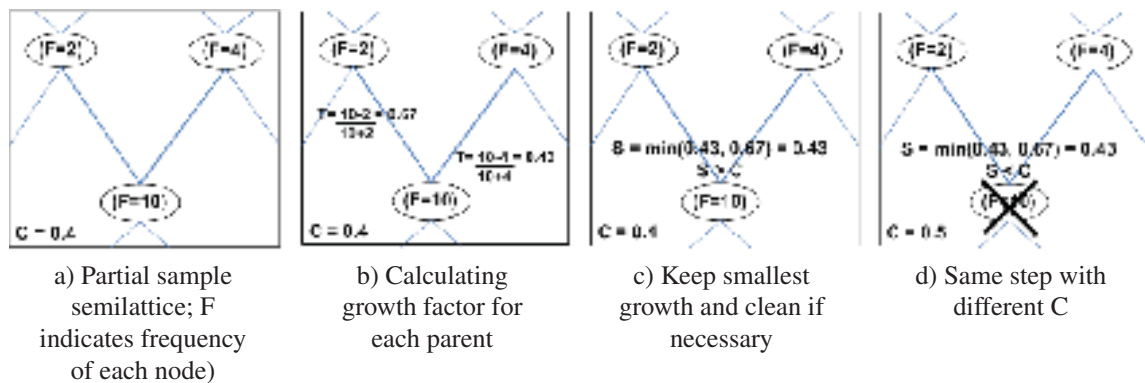 (F=2) (F=4)
(F=10)
C = 0.4
(F=2) (F=4)
T= 10-2 = 0.67
10+2
T= 10-4 = 0.43
10+4
(F=10)
C = 0.4
(F=2) (F=4)
S = min(0.43, 0.67) = 0.43
S > C
(F=10)
C = 0.4
(F=2) (F=4)
S = min(0.43, 0.67) = 0.43
S < C
(F=10)
C = 0.5
a) Partial sample
semilattice; F
indicates frequency
of each node)
b) Calculating
growth factor for
each parent
c) Keep smallest
growth and clean if
necessary
d) Same step with
different C